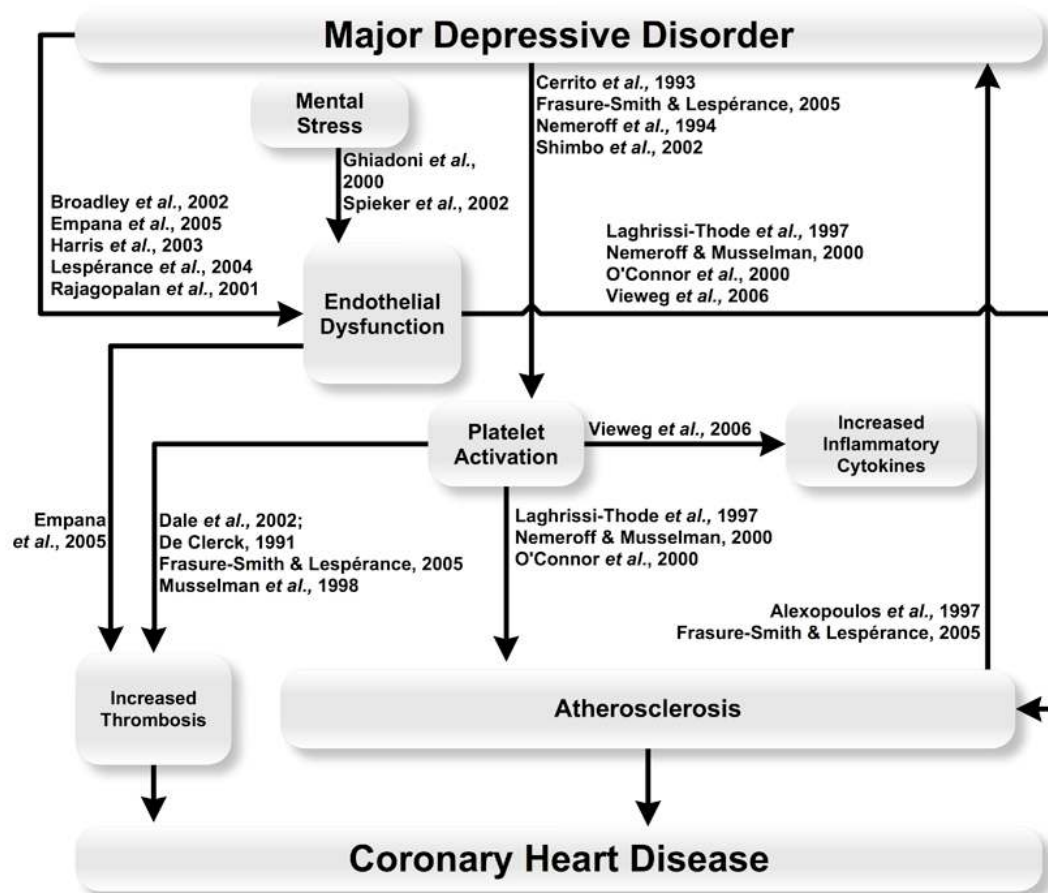 Major Depressive Disorder
Mental
Stress
Cerrito et al., 1993
Frasure-Smith & Lespérance, 2005
Nemeroff et al., 1994
Shimbo et al., 2002
Ghiadoni et al.,
2000
Spieker et al., 2002
Broadley et al., 2002
Empana et al., 2005
Harris et al., 2003
Lespérance et al., 2004
Rajagopalan et al., 2001
Laghrissi-Thode et al., 1997
Nemeroff & Musselman, 2000
O'Connor et al., 2000
Vieweg et al., 2006
Endothelial
Dysfunction
Platelet
Activation
Vieweg et al., 2006
Increased
Inflammatory
Cytokines
Empana
et al., 2005
Dale et al., 2002;
De Clerck, 1991
Frasure-Smith & Lespérance, 2005
Musselman et al., 1998
Laghrissi-Thode et al., 1997
Nemeroff & Musselman, 2000
O'Connor et al., 2000
Alexopoulos et al., 1997
Frasure-Smith & Lespérance, 2005
Increased
Thrombosis
Atherosclerosis
Coronary Heart Disease